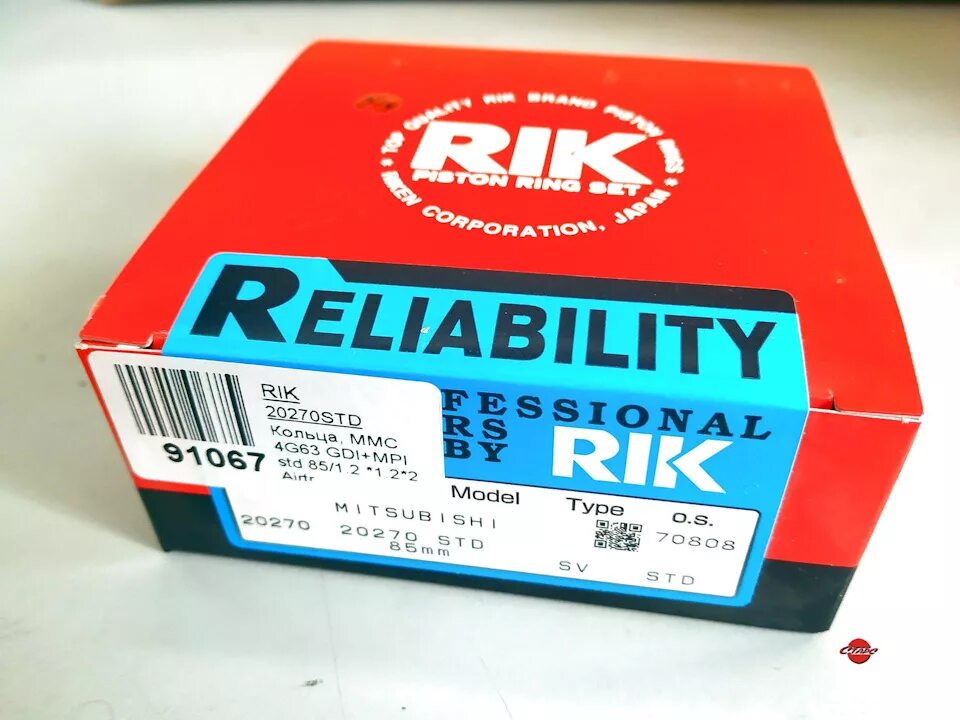 * TOP QUALITY RIK BRAND PISTON RINGS *
RIK
PISTON RING SET
RIKEN CORPORATION, JAPAN
RELIABILITY
FESSIONAL
RS
BY
RIK
91067
RIK
20270STD
Кольца, MMC
4G63 GDI+MPI
std 85/1.2 *1.2*2
Airtr
Model
Type
O.S.
MITSUBISHI
20270
20270 STD
85mm
70808
SV
STD